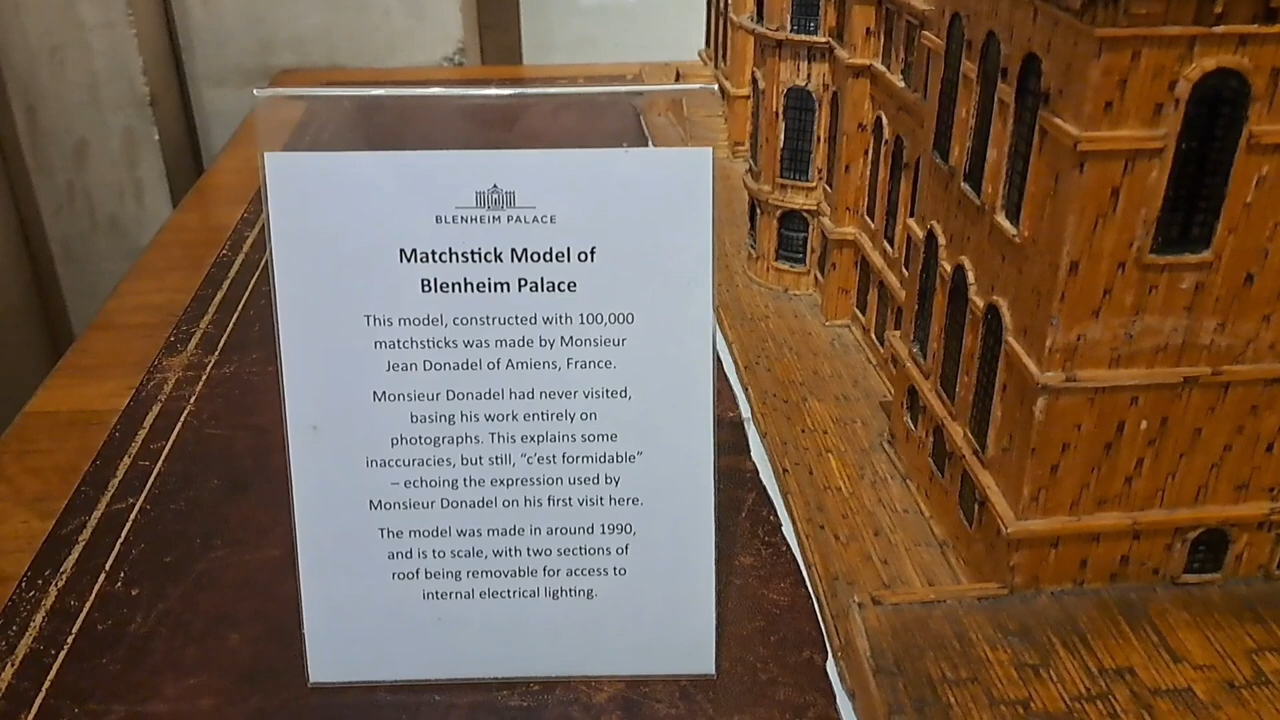 BLENHEIM PALACE
Matchstick Model of
Blenheim Palace
This model, constructed with 100,000
matchsticks was made by Monsieur
Jean Donadel of Amiens, France.
Monsieur Donadel had never visited,
basing his work entirely on
photographs. This explains some
inaccuracies, but still, “c’est formidable”
– echoing the expression used by
Monsieur Donadel on his first visit here.
The model was made in around 1990,
and is to scale, with two sections of
roof being removable for access to
internal electrical lighting.